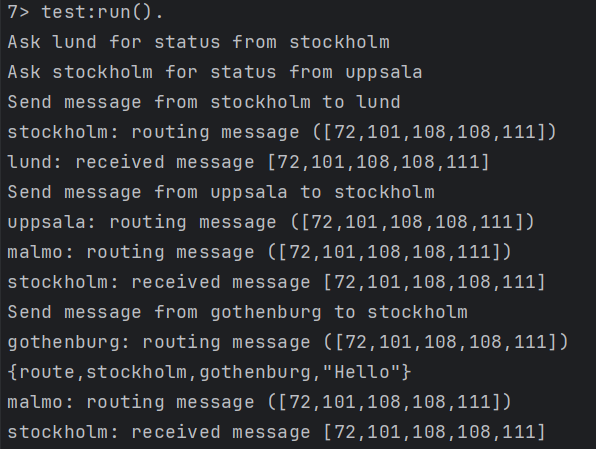 7> test:run().
Ask lund for status from stockholm
Ask stockholm for status from uppsala
Send message from stockholm to lund
stockholm: routing message ([72,101,108,108,111])
lund: received message [72,101,108,108,111]
Send message from uppsala to stockholm
uppsala: routing message ([72,101,108,108,111])
malmo: routing message ([72,101,108,108,111])
stockholm: received message [72,101,108,108,111]
Send message from gothenburg to stockholm
gothenburg: routing message ([72,101,108,108,111])
{route,stockholm,gothenburg,"Hello"}
malmo: routing message ([72,101,108,108,111])
stockholm: received message [72,101,108,108,111]